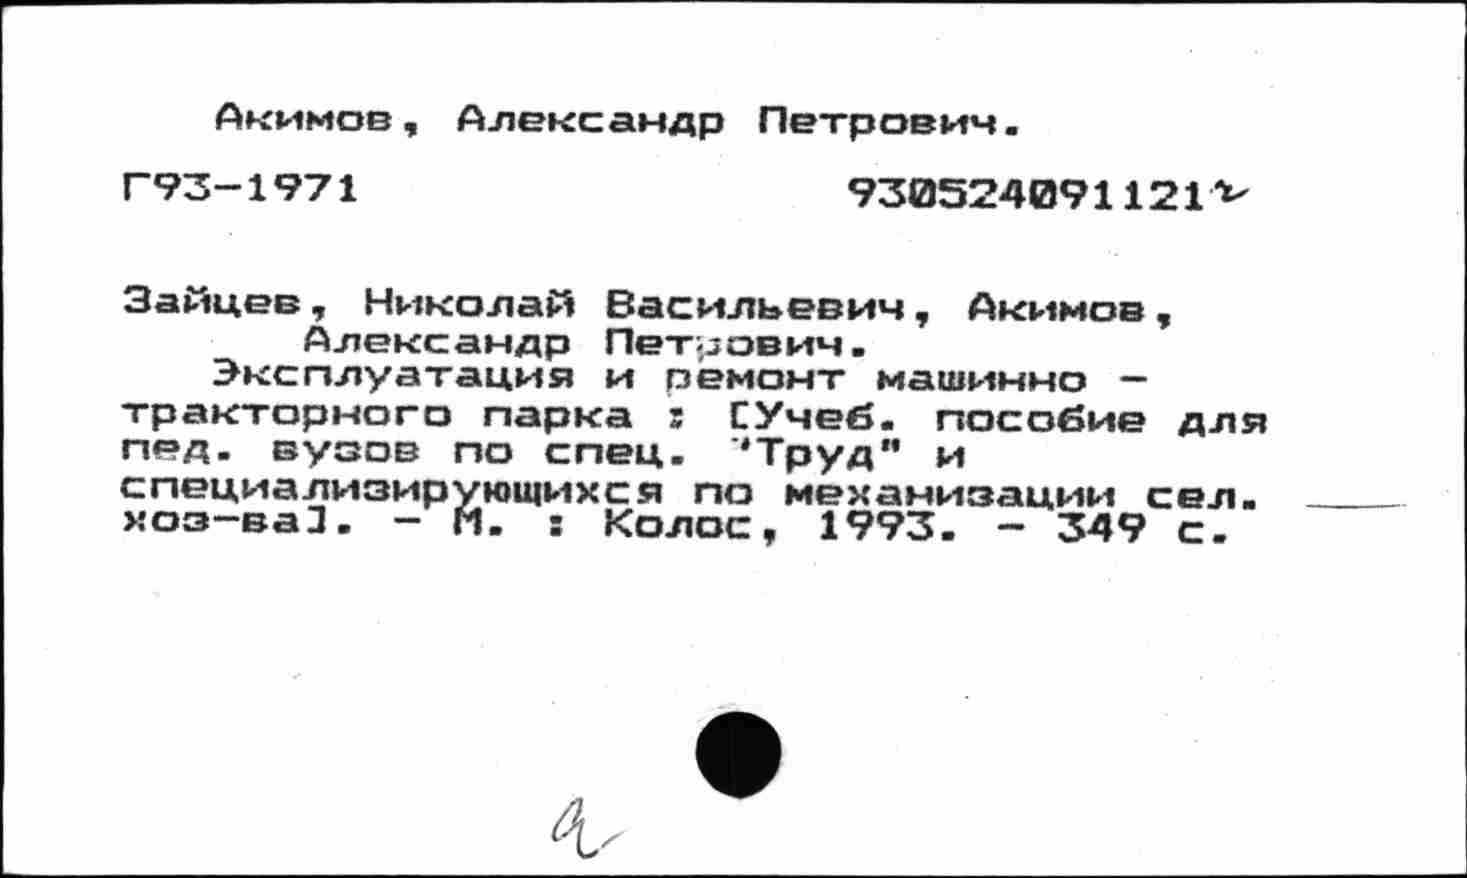 Акимов, Александр Петрович.
Г93-1971 930524091121
Зайцев, Николай Васильевич, Акимов,
Александр Петрович.
Эксплуатация и ремонт машинно -
тракторного парка : [Учеб. пособие для
пед. вузов по спец. "Труд" и
специализирующихся по механизации сел.
хоз-ва]. - М. : Колос, 1993. - 349 с.